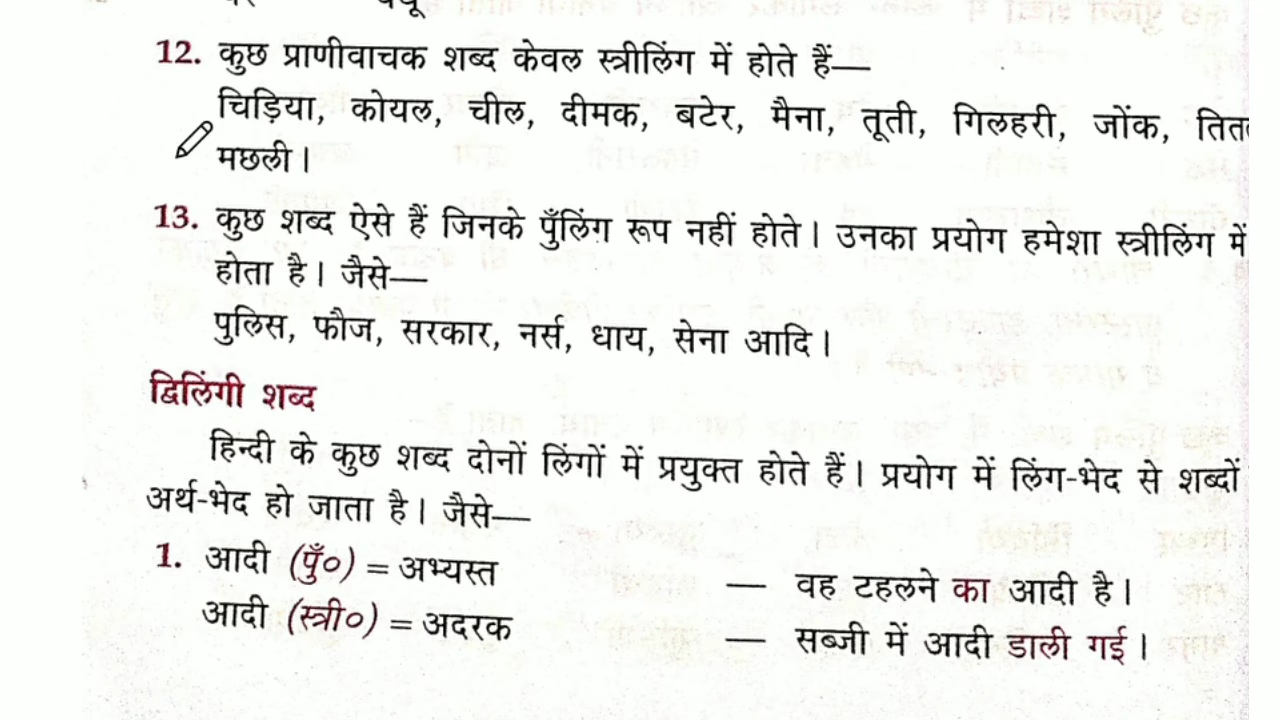 12. कुछ प्राणीवाचक शब्द केवल स्त्रीलिंग में होते हैं—
चिड़िया, कोयल, चील, दीमक, बटेर, मैना, तूती, गिलहरी, जोंक,
मछली।
13. कुछ शब्द ऐसे हैं जिनके पुँलिंग रूप नहीं होते। उनका प्रयोग हमेशा स्त्रीलिंग में
होता है। जैसे—
पुलिस, फौज, सरकार, नर्स, धाय, सेना आदि।
द्विलिंगी शब्द
हिन्दी के कुछ शब्द दोनों लिंगों में प्रयुक्त होते हैं। प्रयोग में लिंग-भेद से शब्दों
अर्थ-भेद हो जाता है। जैसे—
1. आदी (पुँ०) = अभ्यस्त — वह टहलने का आदी है।
आदी (स्त्री०) = अदरक — सब्जी में आदी डाली गई।